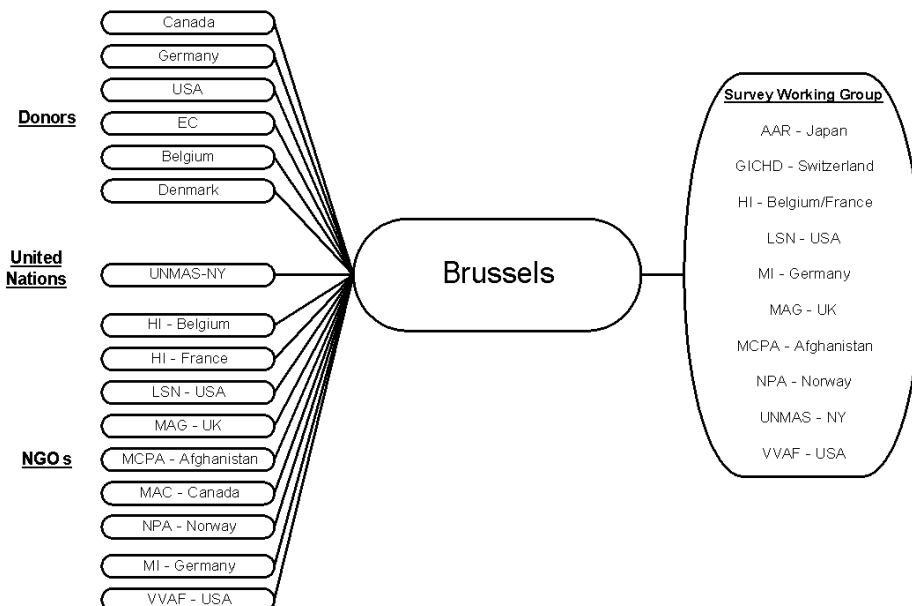 Donors
Canada
Germany
USA
EC
Belgium
Denmark
United
Nations
UNMAS-NY
NGOs
HI - Belgium
HI - France
LSN - USA
MAG - UK
MCPA - Afghanistan
MAC - Canada
NPA - Norway
MI - Germany
VVAF - USA
Brussels
Survey Working Group
AAR - Japan
GICHD - Switzerland
HI - Belgium/France
LSN - USA
MI - Germany
MAG - UK
MCPA - Afghanistan
NPA - Norway
UNMAS - NY
VVAF - USA